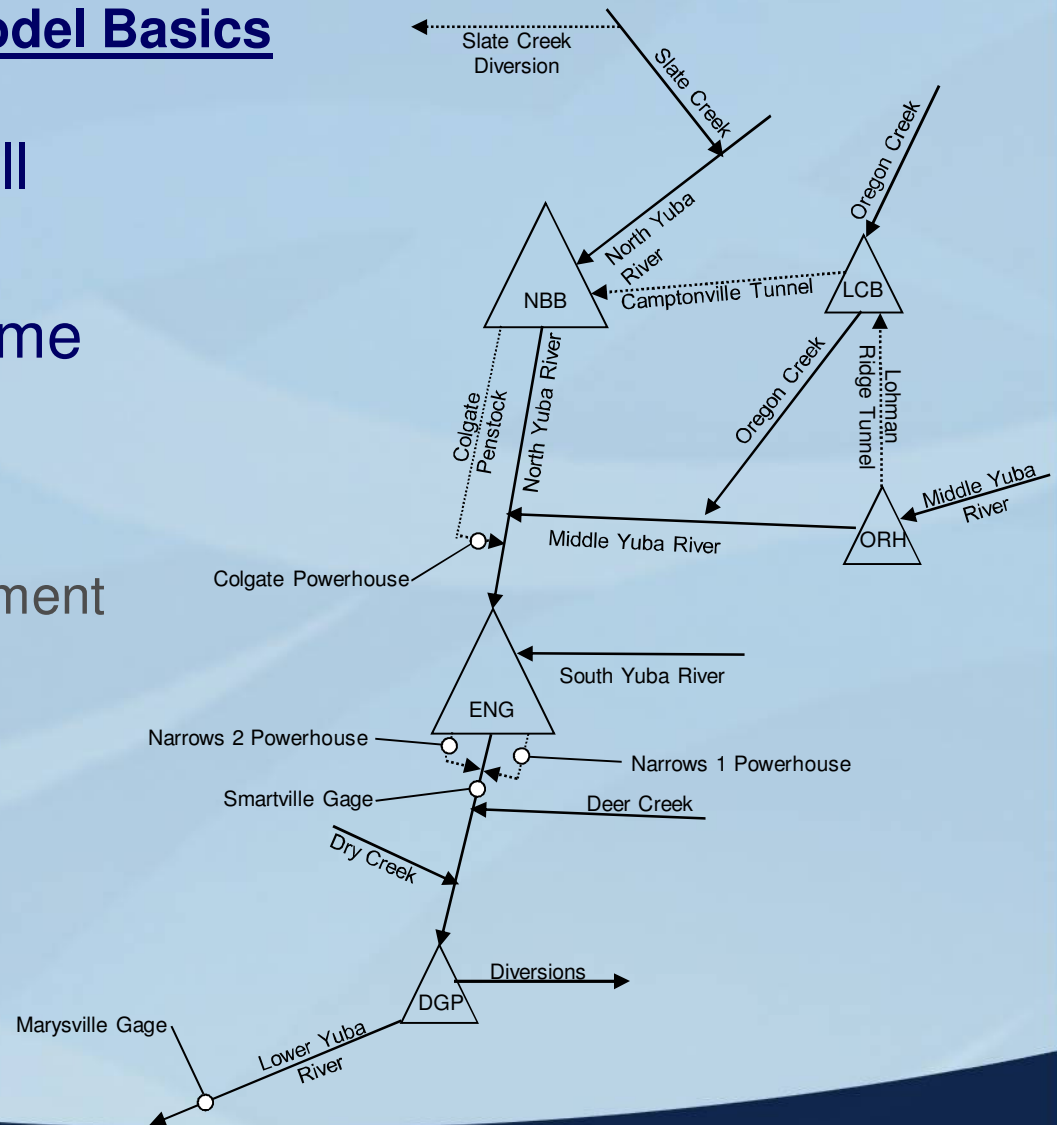 odel Basics
ll
me
ment
Slate Creek
Diversion
Slate Creek
Oregon Creek
North Yuba
River
NBB
Camptonville Tunnel
LCB
Colgate
Penstock
North Yuba River
Oregon Creek
Lohman
Ridge Tunnel
Middle Yuba
River
ORH
Middle Yuba River
Colgate Powerhouse
South Yuba River
ENG
Narrows 2 Powerhouse
Narrows 1 Powerhouse
Smartville Gage
Deer Creek
Dry Creek
Diversions
DGP
Marysville Gage
Lower Yuba
River